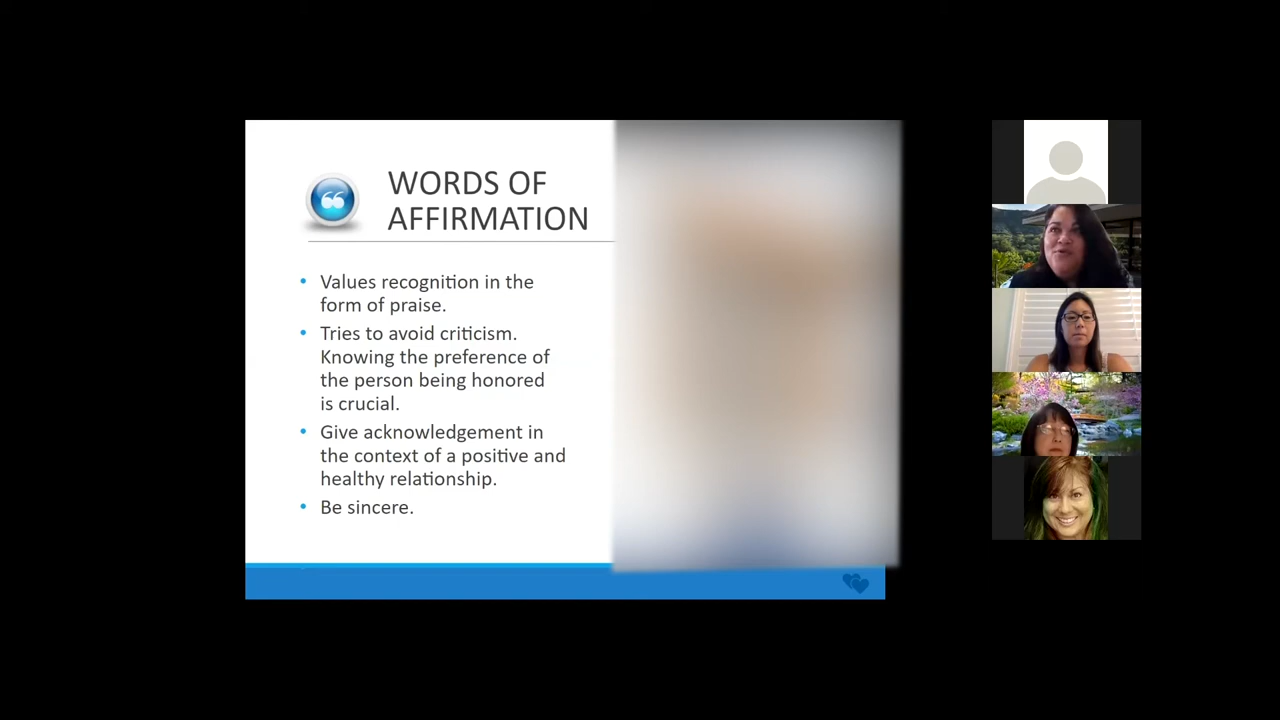 WORDS OF
AFFIRMATION
• Values recognition in the
form of praise.
• Tries to avoid criticism.
Knowing the preference of
the person being honored
is crucial.
• Give acknowledgement in
the context of a positive and
healthy relationship.
• Be sincere.